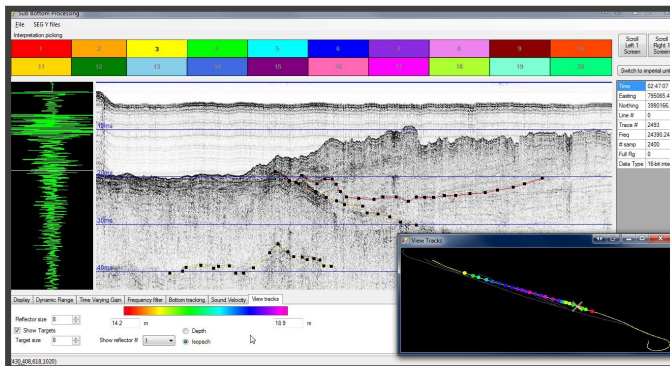 Sub Bottom Processing
File SEG Y files
Interpretation picking
1 2 3 4 5 6 7 8 9 10
11 12 13 14 15 16 17 18 19 20
Scroll Left 1 Screen
Scroll Right 1 Screen
Switch to imperial unit
Time 02:47:07
Easting 795065.4
Northing 3990166.
Line # 0
Trace # 2493
Freq 24390.24
# samp 2400
Full Rg 0
Data Type 16-bit inte
10ms
20ms
30ms
40ms
View Tracks
Display Dynamic Range Time Varying Gain Frequency filter Bottom tracking Sound Velocity View tracks
Reflector size 8
14.2 m
18.9 m
Show Targets
Depth
Target size 8
Show reflector # 1
Isopach
(430,408,618,1020)